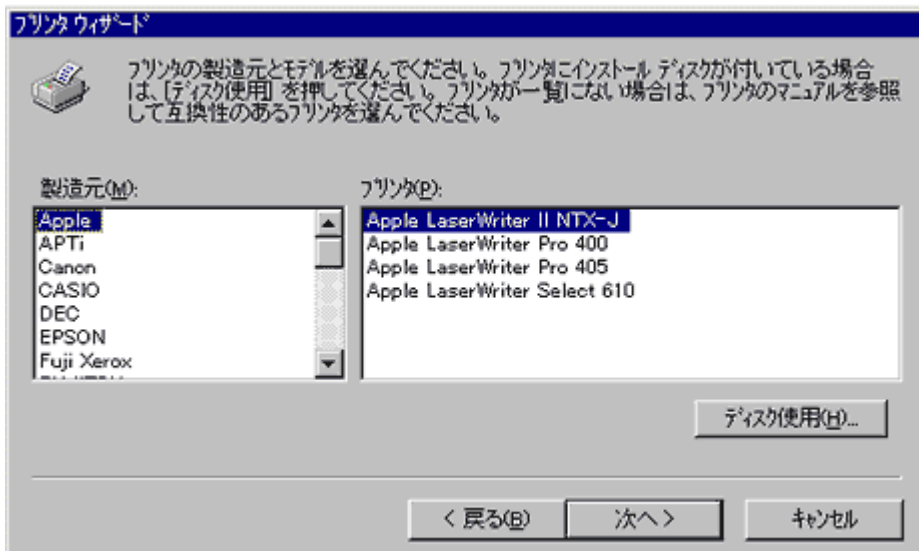 プリンタ ウィザード
プリンタの製造元とモデルを選んでください。プリンタにインストール ディスクが付いている場合
は、[ディスク使用] を押してください。プリンタが一覧にない場合は、プリンタのマニュアルを参照
して互換性のあるプリンタを選んでください。
製造元(M):
プリンタ(P):
Apple
APTi
Canon
CASIO
DEC
EPSON
Fuji Xerox
Apple LaserWriter II NTX-J
Apple LaserWriter Pro 400
Apple LaserWriter Pro 405
Apple LaserWriter Select 610
ディスク使用(H)...
< 戻る(B)
次へ >
キャンセル